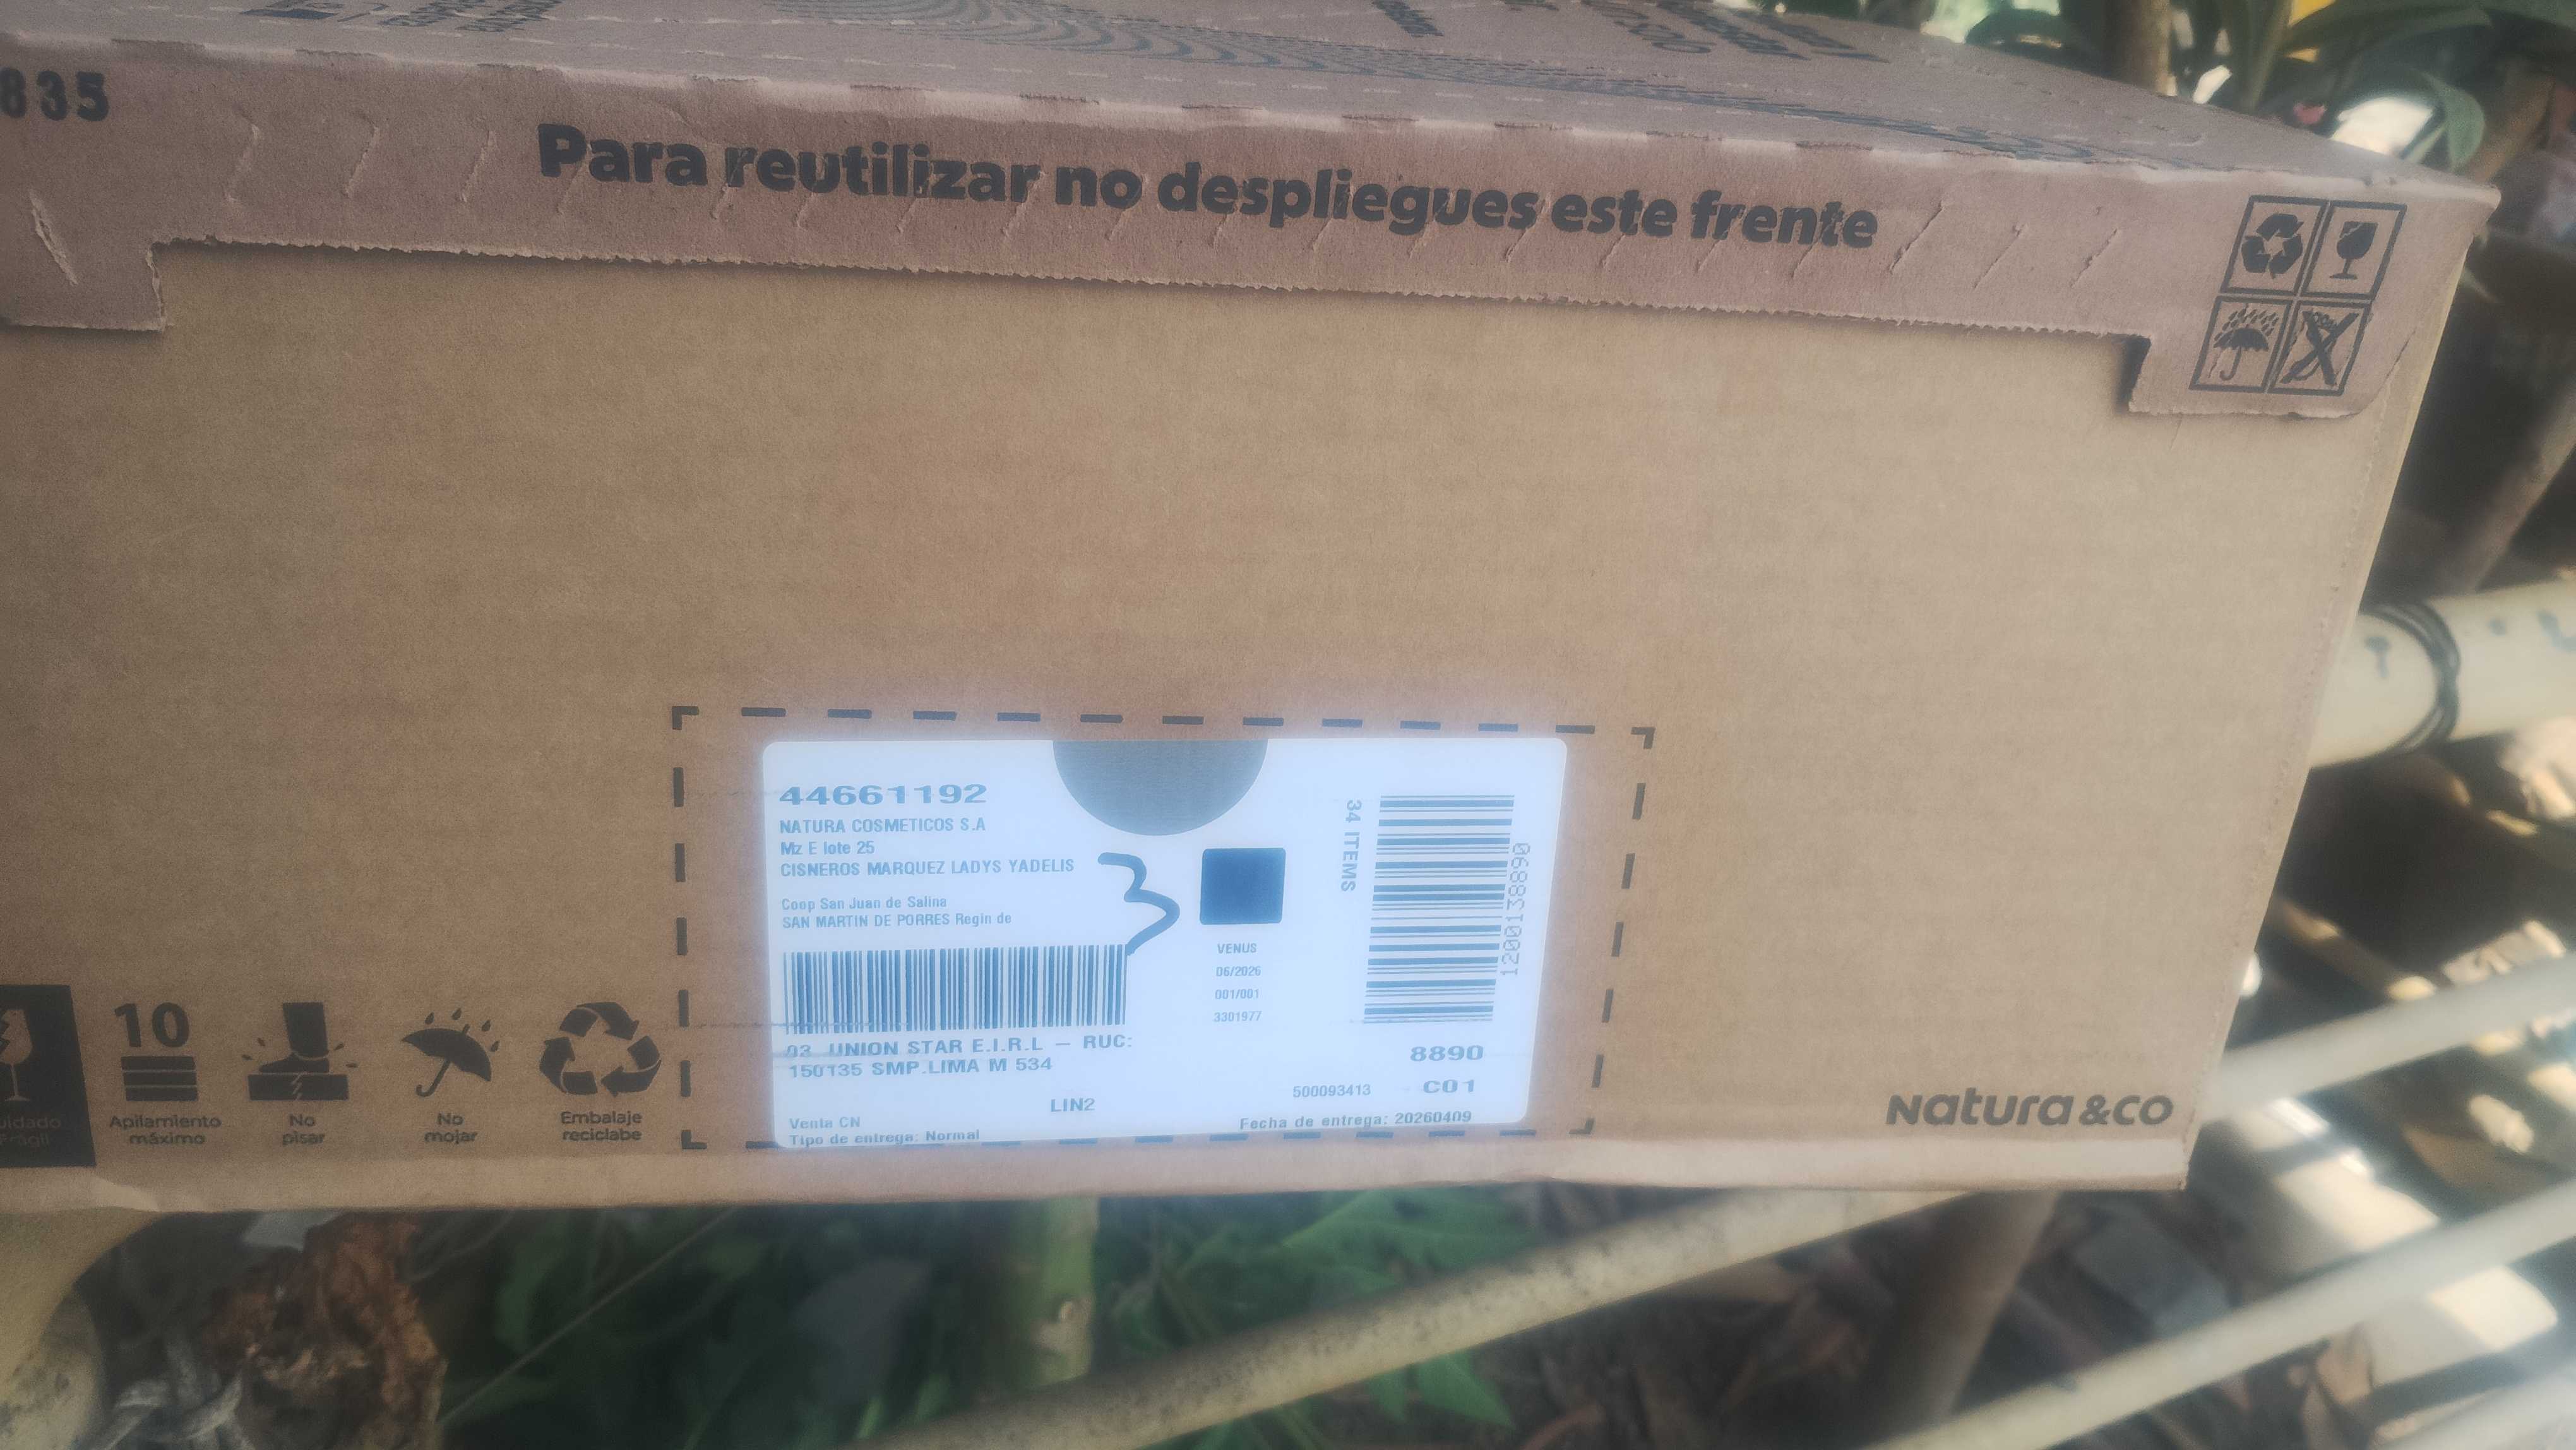 835
Para reutilizar no despliegues este frente
44661192
NATURA COSMETICOS S.A
Mz E lote 25
CISNEROS MARQUEZ LADYS YADELIS
Coop San Juan de Salina
SAN MARTIN DE PORRES Regin de
3
03 UNION STAR E.I.R.L – RUC:
150135 SMP.LIMA M 534
LIN2
Venta CN
Tipo de entrega: Normal
VENUS
06/2026
001/001
3301977
34 ITEMS
1200138890
8890
500093413 C01
Fecha de entrega: 20260409
10
Apilamiento
máximo
No
pisar
No
mojar
Embalaje
reciclabe
Natura &CO